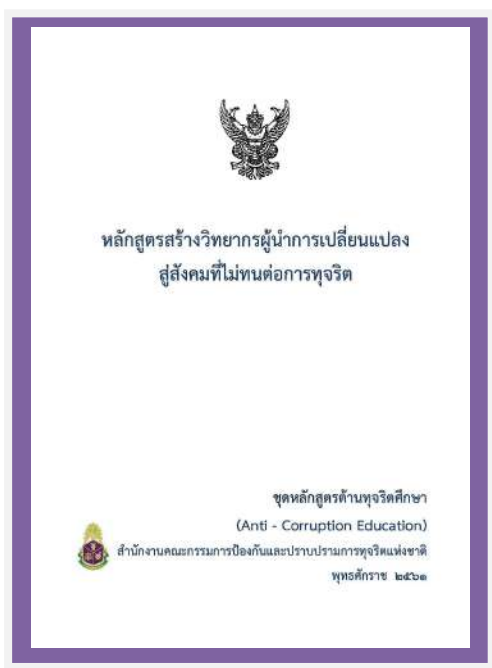 หลักสูตรสร้างวิทยากรผู้นำการเปลี่ยนแปลง
สู่สังคมที่ไม่ทนต่อการทุจริต
ชุดหลักสูตรต้านทุจริตศึกษา
(Anti - Corruption Education)
สำนักงานคณะกรรมการป้องกันและปราบปรามการทุจริตแห่งชาติ
พุทธศักราช ๒๕๖๑